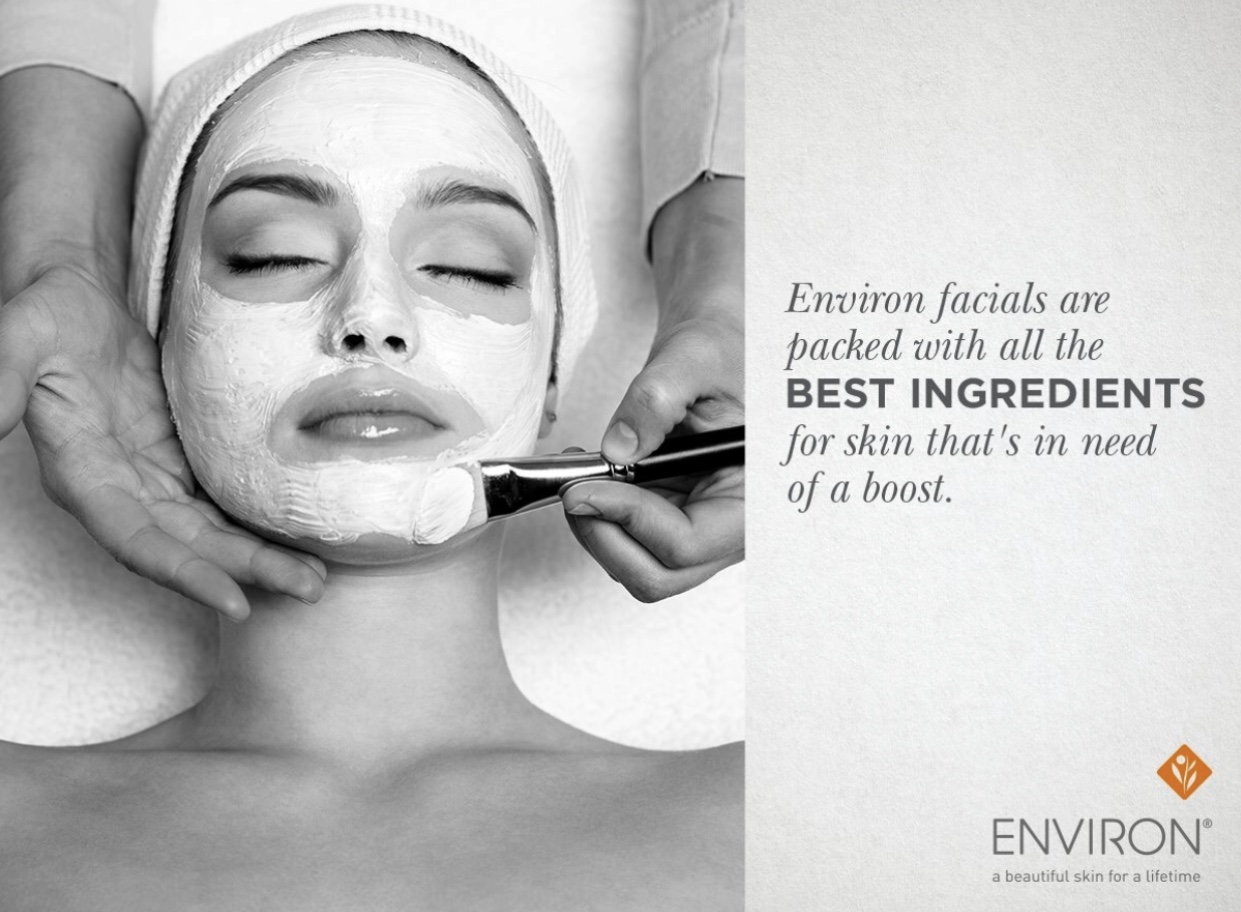 Environ facials are
packed with all the
BEST INGREDIENTS
for skin that's in need
of a boost.
ENVIRON®
a beautiful skin for a lifetime